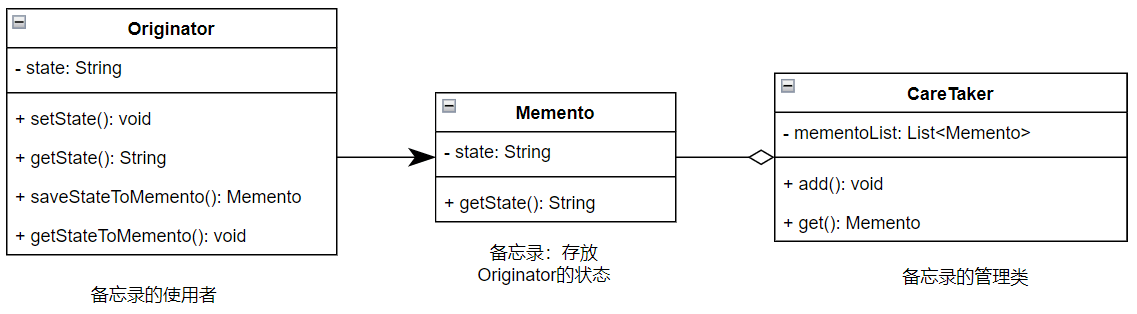 Originator
- state: String
+ setState(): void
+ getState(): String
+ saveStateToMemento(): Memento
+ getStateToMemento(): void
备忘录的使用者
Memento
- state: String
+ getState(): String
备忘录：存放
Originator的状态
CareTaker
- mementoList: List<Memento>
+ add(): void
+ get(): Memento
备忘录的管理类